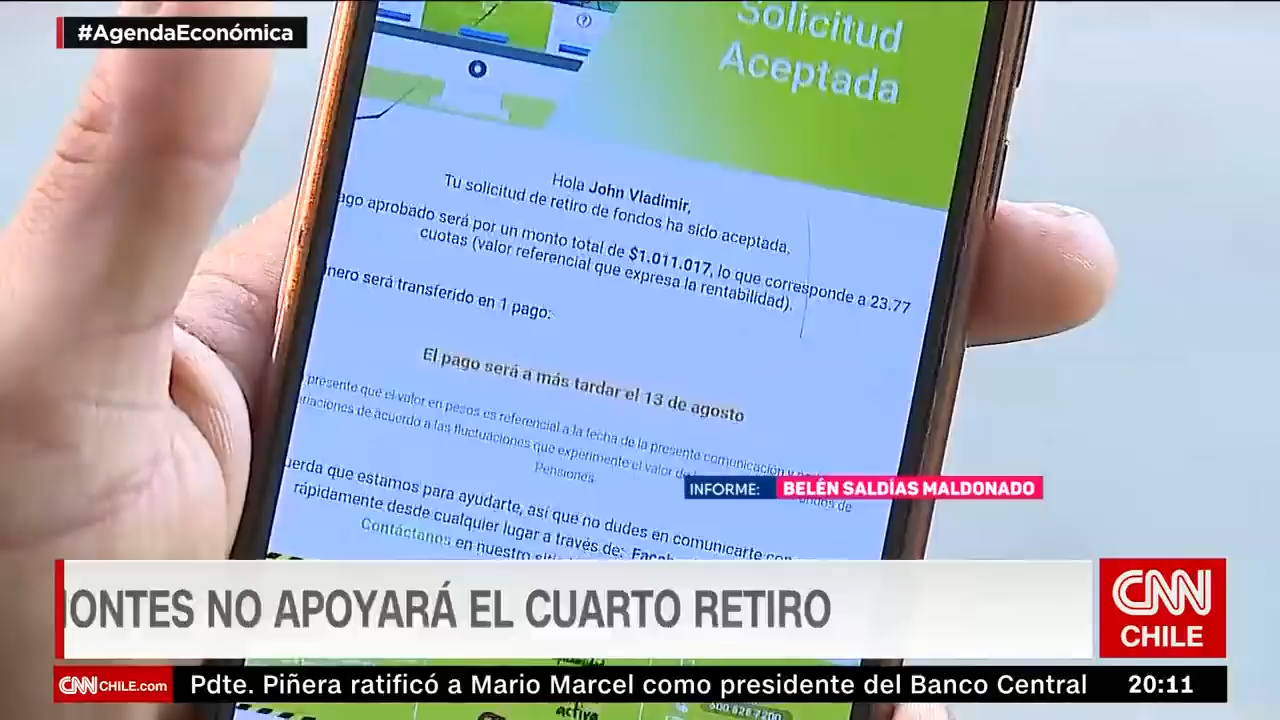 #AgendaEconómica
Solicitud
Aceptada
Hola John Vladimir,
Tu solicitud de retiro de fondos ha sido aceptada,
aprobado será por un monto total de $1.011.017, lo que corresponde a 23.77
cuotas (valor referencial que expresa la rentabilidad).
será transferido en 1 pago:
El pago será a más tardar el 13 de agosto
presente que el valor en pesos es referencial a la fecha de la presente comunicación y
de acuerdo a las fluctuaciones que experimente el valor de
Pensiones.
que estamos para ayudarte, así que no dudes en comunicarte con
rápidamente desde cualquier lugar a través de:
Contáctanos en nuestro
INFORME: BELÉN SALDÍAS MALDONADO
NO APOYARÁ EL CUARTO RETIRO
CNN
CHILE
CNNCHILE.com Pdte. Piñera ratificó a Mario Marcel como presidente del Banco Central 20:11
activa